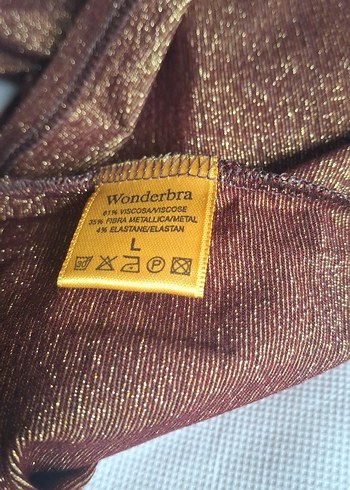 Wonderbra
61% VISCOSA/VISCOSE
35% FIBRA METALLICA/METAL
4% ELASTANE/ELASTAN
L
P